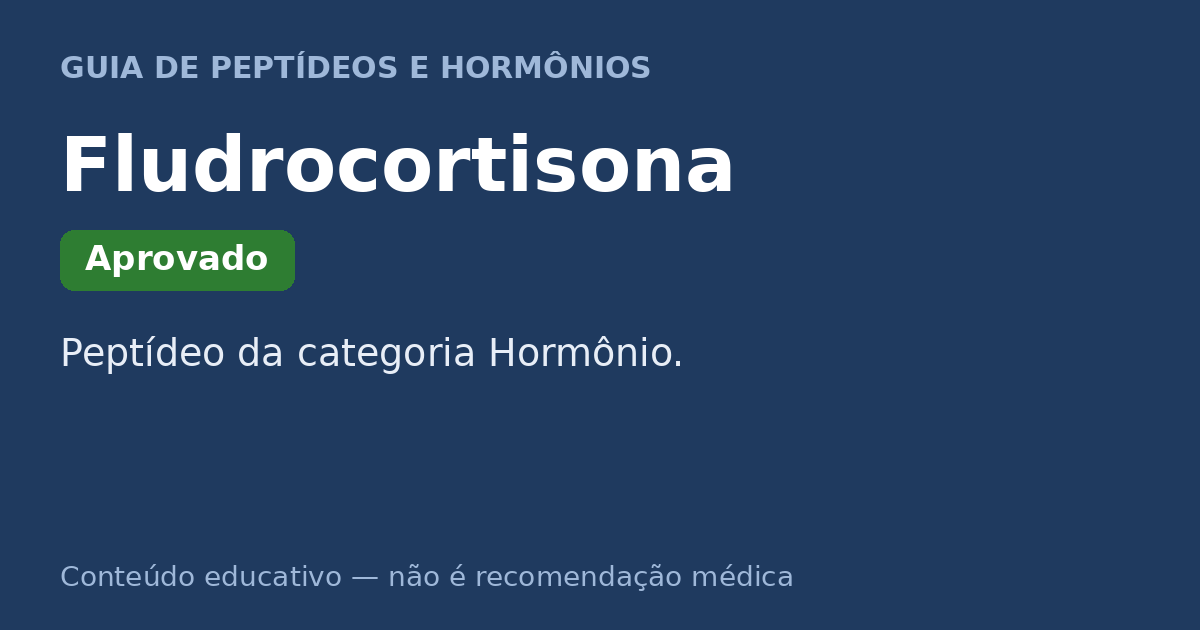 GUIA DE PEPTÍDEOS E HORMÔNIOS
Fludrocortisona
Aprovado
Peptídeo da categoria Hormônio.
Conteúdo educativo — não é recomendação médica